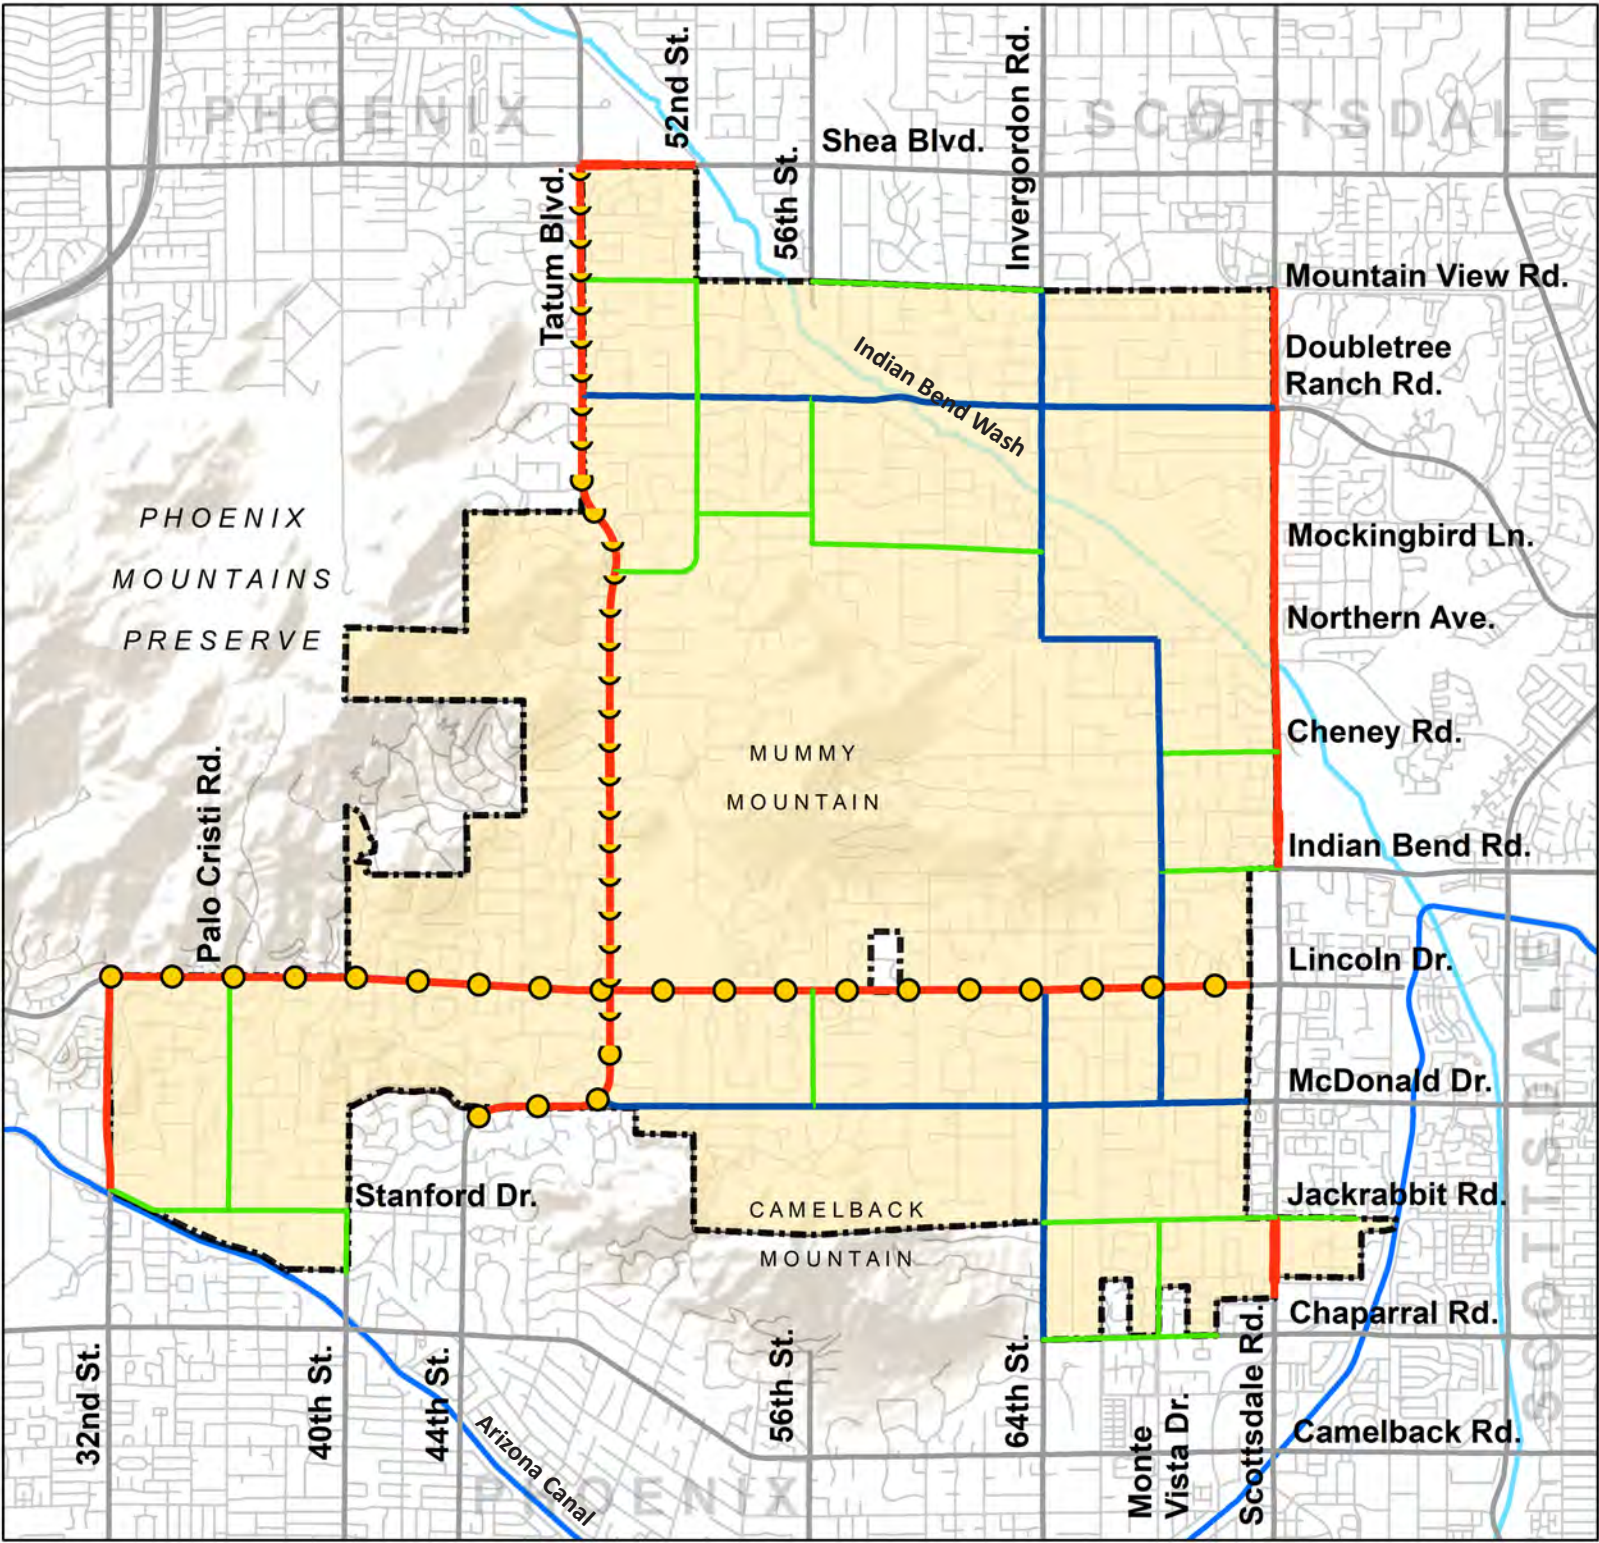 PHOENIX
SCOTTSDALE
52nd St.
Invergordon Rd.
Shea Blvd.
56th St.
Tatum Blvd.
Mountain View Rd.
Indian Bend Wash
Doubletree
Ranch Rd.
PHOENIX
MOUNTAINS
PRESERVE
Mockingbird Ln.
Northern Ave.
MUMMY
MOUNTAIN
Cheney Rd.
Palo Cristi Rd.
Indian Bend Rd.
Lincoln Dr.
McDonald Dr.
Stanford Dr.
CAMELBACK
MOUNTAIN
Jackrabbit Rd.
SCOTTSDALE
Chaparral Rd.
32nd St.
40th St.
44th St.
56th St.
64th St.
Monte
Vista Dr.
Scottsdale Rd.
Camelback Rd.
Arizona Canal
PHOENIX